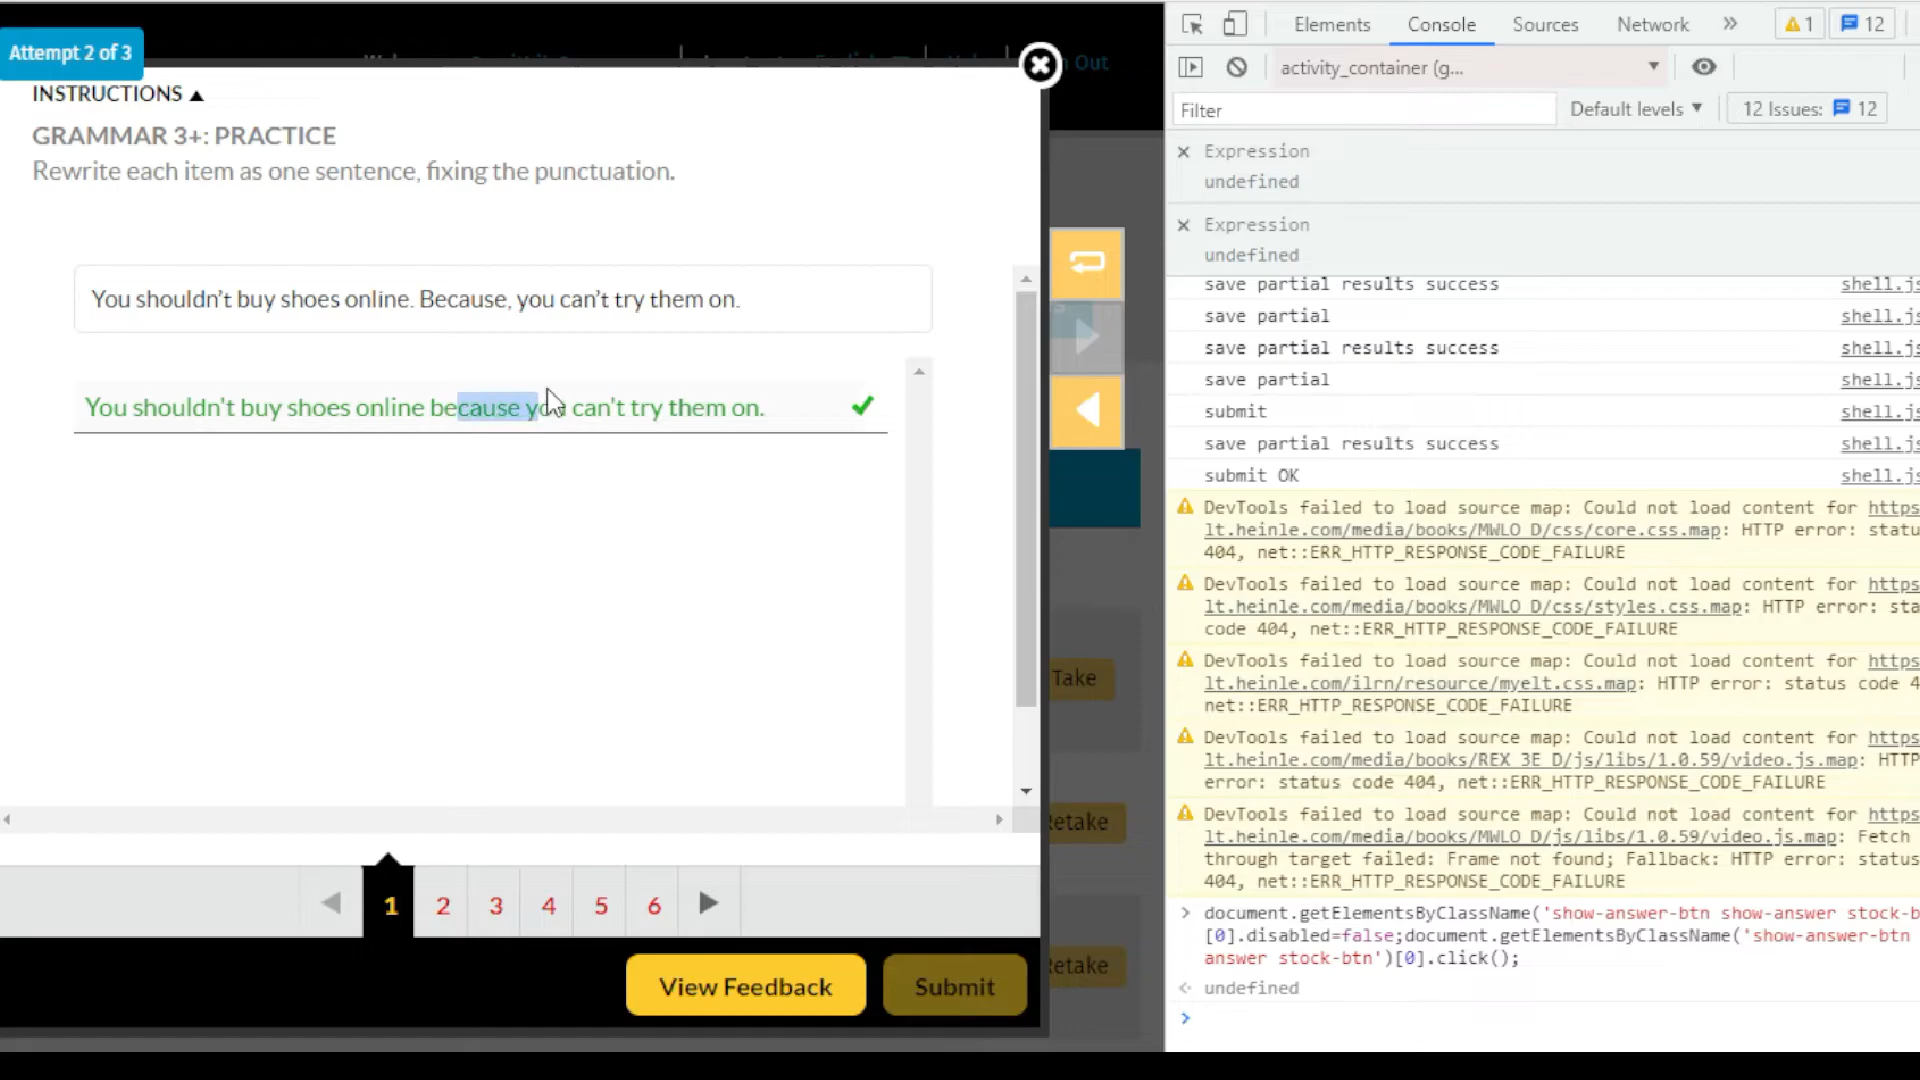 Attempt 2 of 3
Out
INSTRUCTIONS ▲
GRAMMAR 3+: PRACTICE
Rewrite each item as one sentence, fixing the punctuation.
You shouldn’t buy shoes online. Because, you can’t try them on.
You shouldn't buy shoes online because you can't try them on.
1 2 3 4 5 6
View Feedback Submit
Take
Retake
Retake
Elements Console Sources Network » 1 12
activity_container (g...
Filter Default levels ▼ 12 Issues: 12
Expression
undefined
Expression
undefined
save partial results success shell.js
save partial shell.js
save partial results success shell.js
save partial shell.js
submit shell.js
save partial results success shell.js
submit OK shell.js
DevTools failed to load source map: Could not load content for https
lt.heinle.com/media/books/MWLO_D/css/core.css.map: HTTP error: statu
404, net::ERR_HTTP_RESPONSE_CODE_FAILURE
DevTools failed to load source map: Could not load content for https
lt.heinle.com/media/books/MWLO_D/css/styles.css.map: HTTP error: sta
code 404, net::ERR_HTTP_RESPONSE_CODE_FAILURE
DevTools failed to load source map: Could not load content for https
lt.heinle.com/ilrn/resource/myelt.css.map: HTTP error: status code 4
net::ERR_HTTP_RESPONSE_CODE_FAILURE
DevTools failed to load source map: Could not load content for https
lt.heinle.com/media/books/REX_3E_D/js/libs/1.0.59/video.js.map: HTTP
error: status code 404, net::ERR_HTTP_RESPONSE_CODE_FAILURE
DevTools failed to load source map: Could not load content for https
lt.heinle.com/media/books/MWLO_D/js/libs/1.0.59/video.js.map: Fetch
through target failed: Frame not found; Fallback: HTTP error: status
404, net::ERR_HTTP_RESPONSE_CODE_FAILURE
document.getElementsByClassName('show-answer-btn show-answer stock-b
[0].disabled=false;document.getElementsByClassName('show-answer-btn
answer stock-btn')[0].click();
undefined